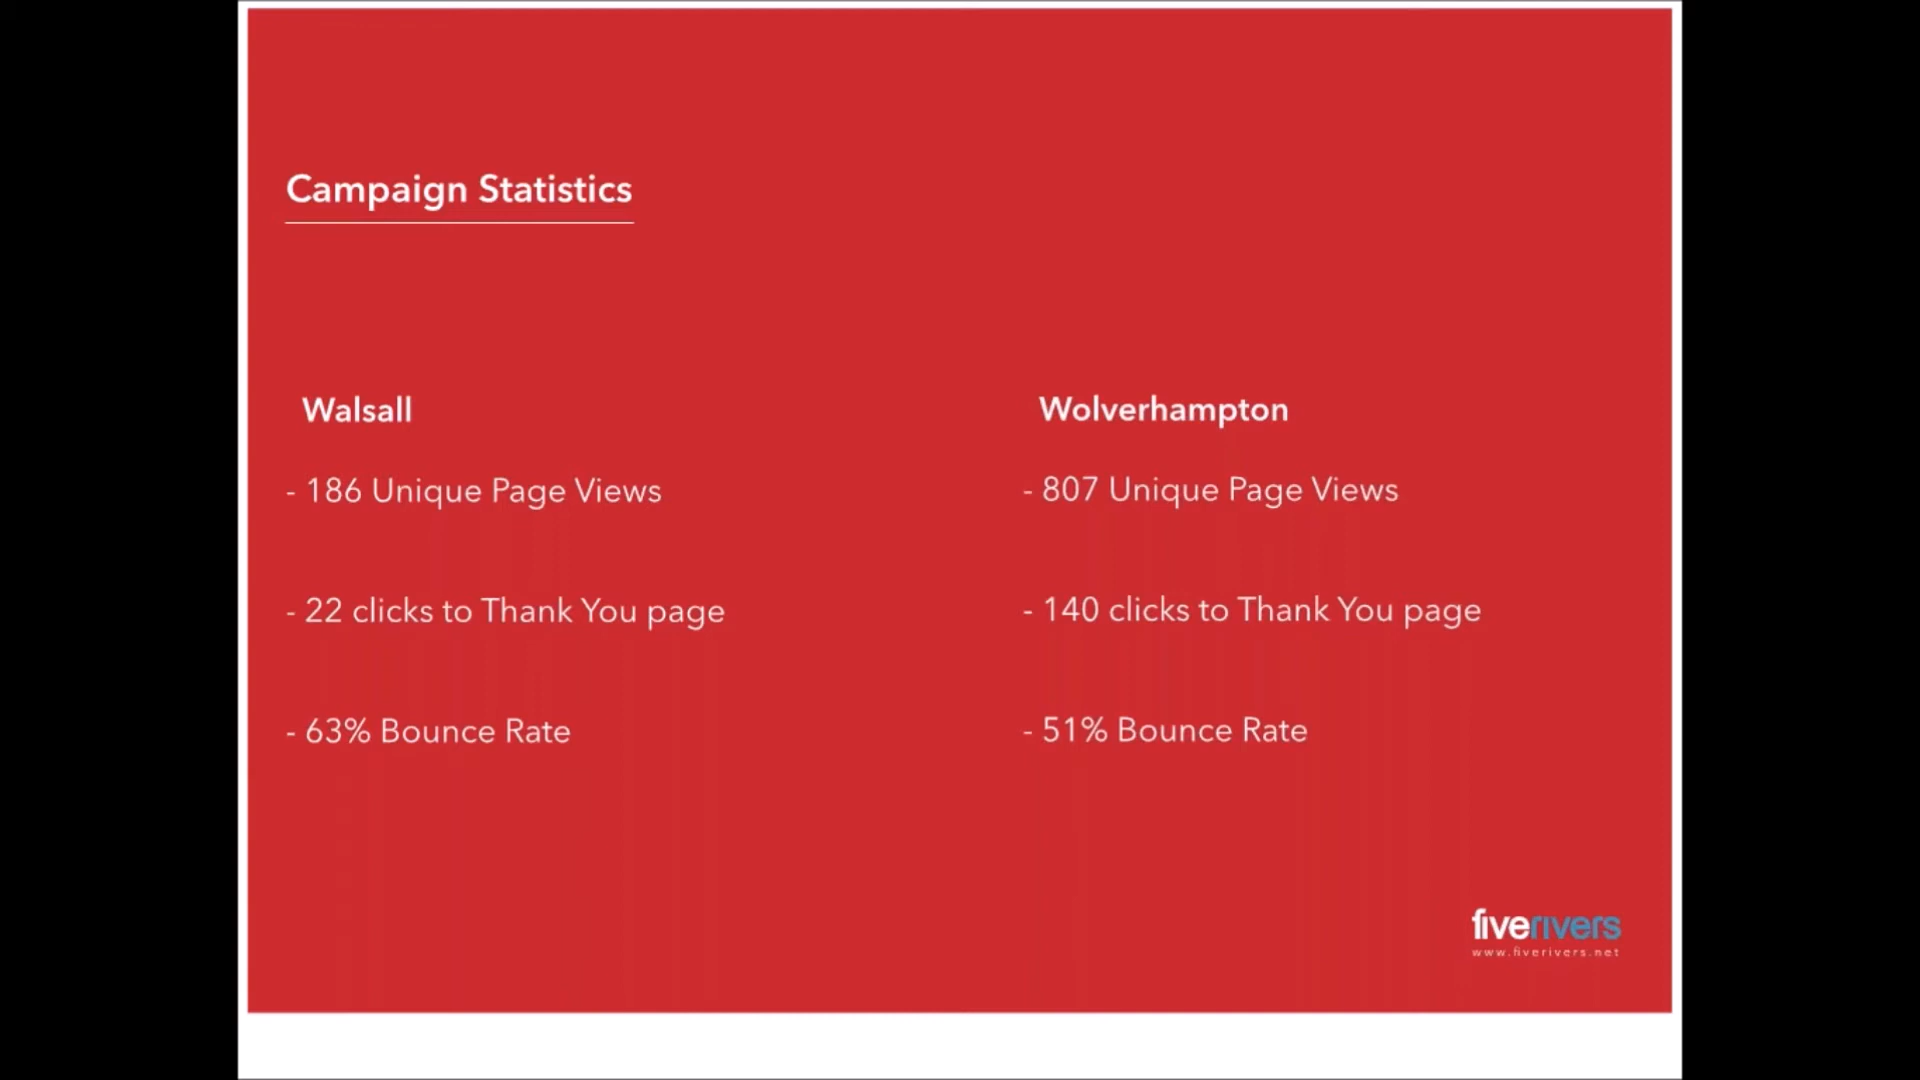 Campaign Statistics
Walsall
- 186 Unique Page Views
- 22 clicks to Thank You page
- 63% Bounce Rate
Wolverhampton
- 807 Unique Page Views
- 140 clicks to Thank You page
- 51% Bounce Rate
fiverivers
www.fiverivers.net